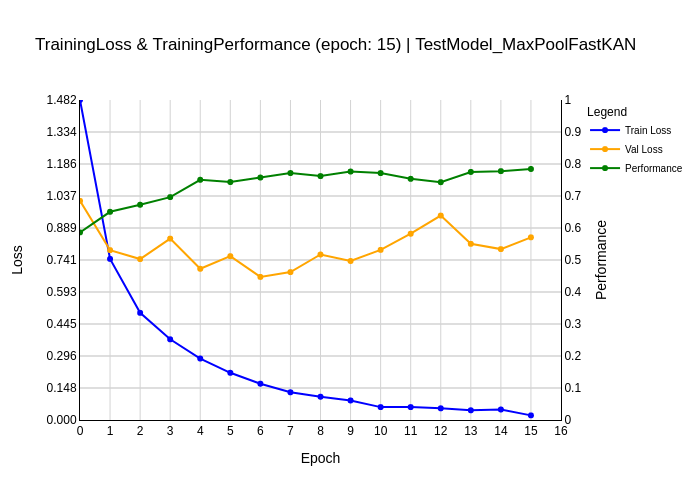 TrainingLoss & TrainingPerformance (epoch: 15) | TestModel_MaxPoolFastKAN
1.482
1.334
1.186
1.037
0.889
0.741
0.593
0.445
0.296
0.148
0.000
Loss
1
0.9
0.8
0.7
0.6
0.5
0.4
0.3
0.2
0.1
0
Performance
Legend
Train Loss
Val Loss
Performance
0 1 2 3 4 5 6 7 8 9 10 11 12 13 14 15 16
Epoch